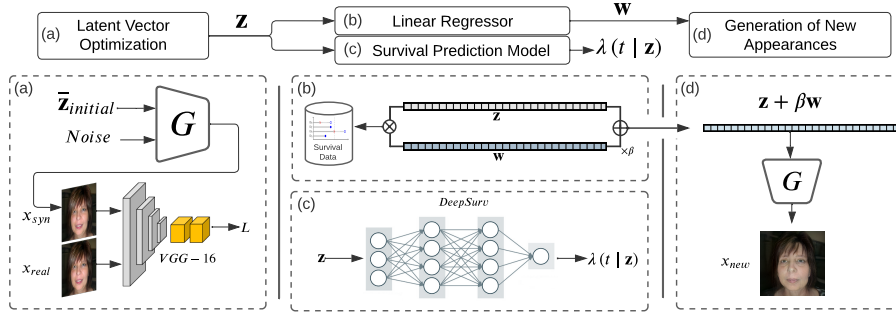 (a)
Latent Vector
Optimization
z
(b)
Linear Regressor
w
(c)
Survival Prediction Model
λ (t | z)
(d)
Generation of New
Appearances
(a)
z̅initial
Noise
G
xsyn
xreal
VGG − 16
L
(b)
Survival
Data
z
w
×β
(c)
DeepSurv
z
λ (t | z)
(d)
z + βw
G
xnew